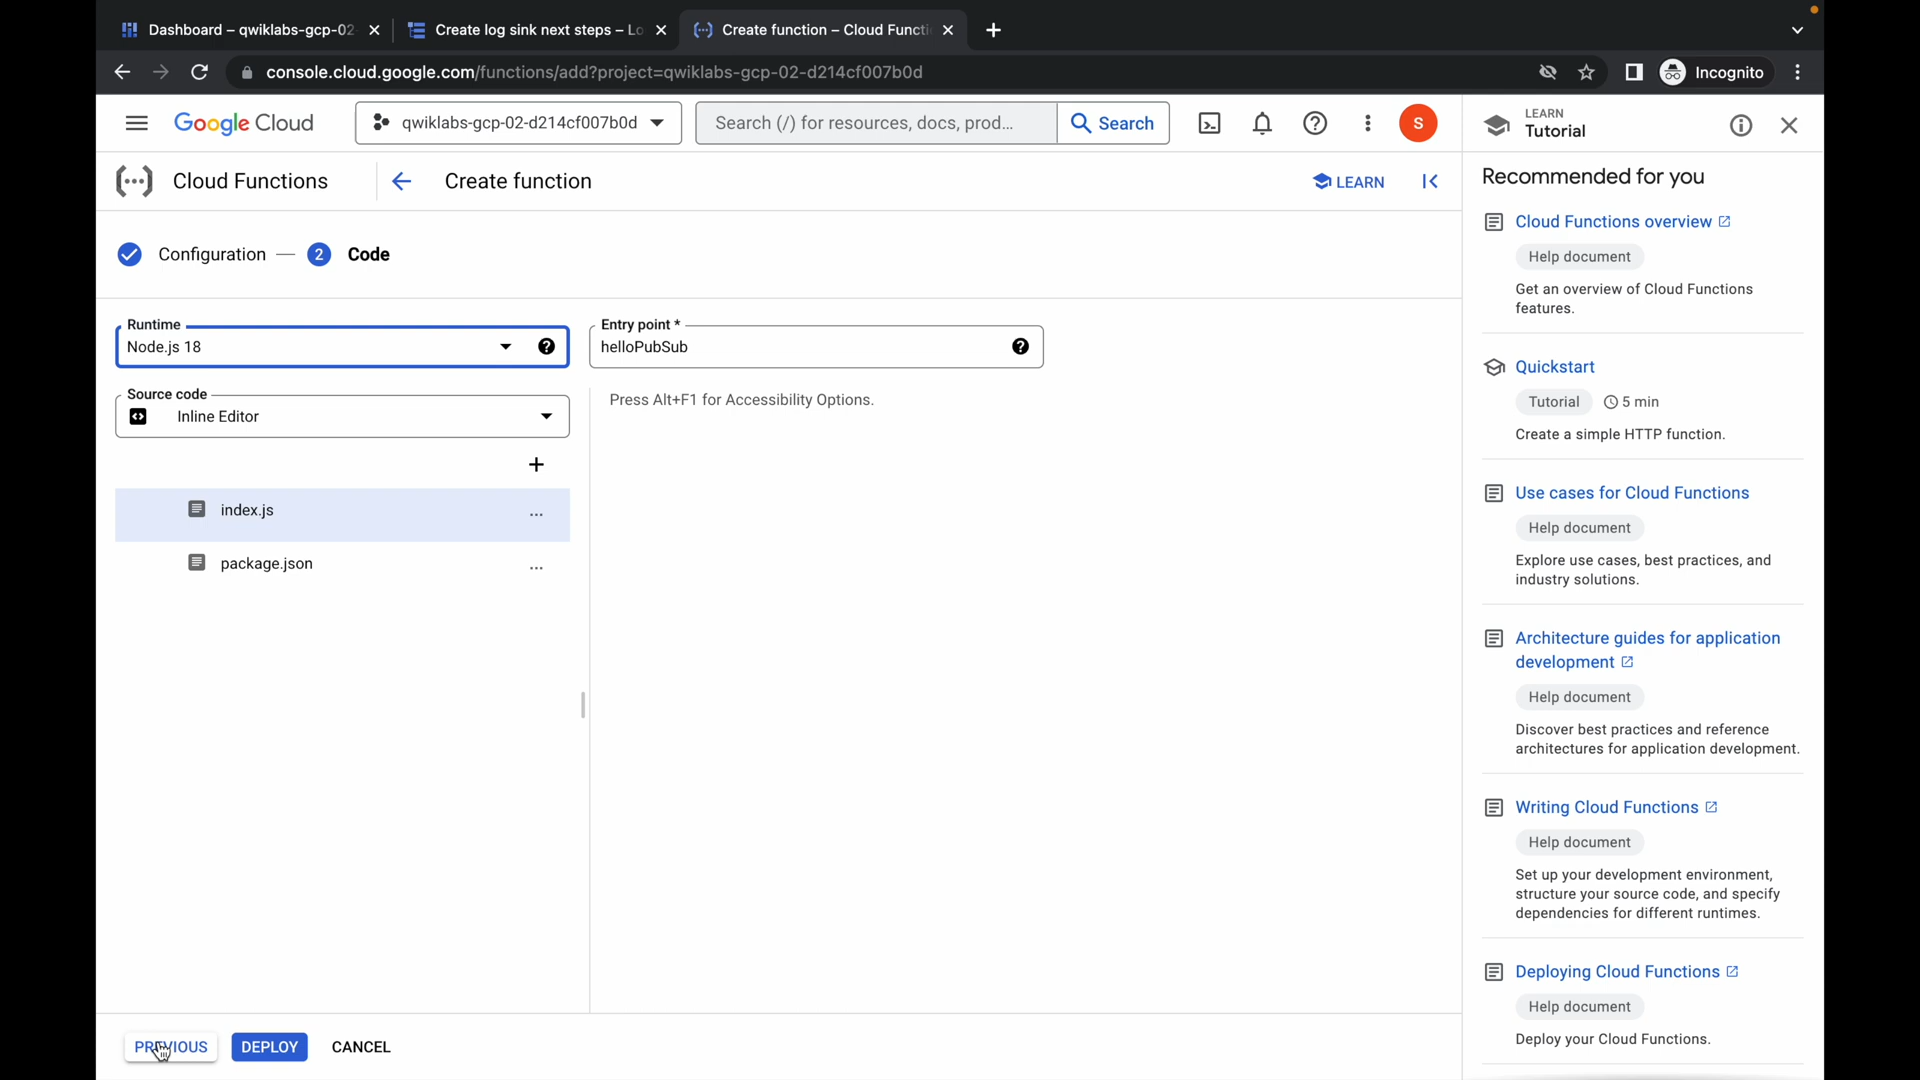 Dashboard – qwiklabs-gcp-02-
Create log sink next steps – Lo
Create function – Cloud Functi
console.cloud.google.com/functions/add?project=qwiklabs-gcp-02-d214cf007b0d
Incognito
Google Cloud
qwiklabs-gcp-02-d214cf007b0d
Search (/) for resources, docs, prod...
Search
S
LEARN
Tutorial
Cloud Functions
Create function
LEARN
Configuration
2
Code
Runtime
Node.js 18
Entry point *
helloPubSub
Source code
Inline Editor
Press Alt+F1 for Accessibility Options.
index.js
...
package.json
...
PREVIOUS
DEPLOY
CANCEL
Recommended for you
Cloud Functions overview
Help document
Get an overview of Cloud Functions
features.
Quickstart
Tutorial
5 min
Create a simple HTTP function.
Use cases for Cloud Functions
Help document
Explore use cases, best practices, and
industry solutions.
Architecture guides for application
development
Help document
Discover best practices and reference
architectures for application development.
Writing Cloud Functions
Help document
Set up your development environment,
structure your source code, and specify
dependencies for different runtimes.
Deploying Cloud Functions
Help document
Deploy your Cloud Functions.